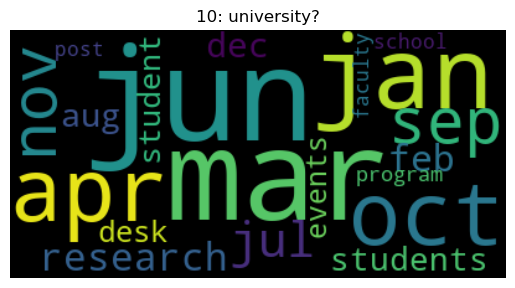 10: university?
post
dec
school
nov
jun
jan
student
faculty
aug
sep
feb
mar
apr
program
events
oct
desk
jul
research
students